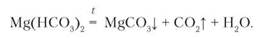 Mg(HCO₃)₂ =ᵗ MgCO₃↓ + CO₂↑ + H₂O.